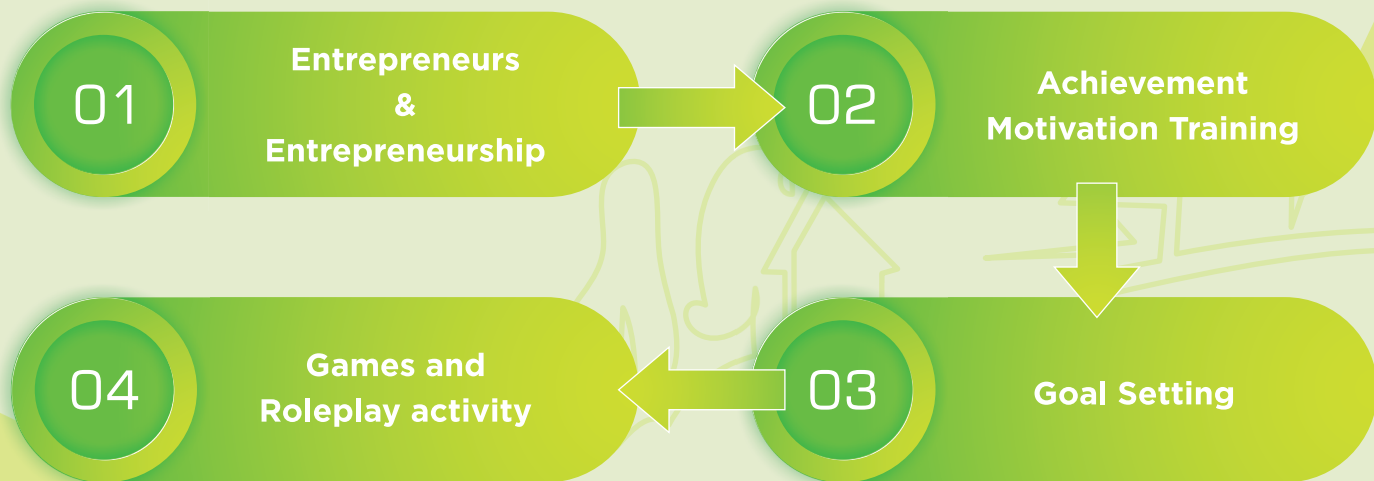 01
Entrepreneurs
&
Entrepreneurship
02
Achievement
Motivation Training
03
Goal Setting
04
Games and
Roleplay activity